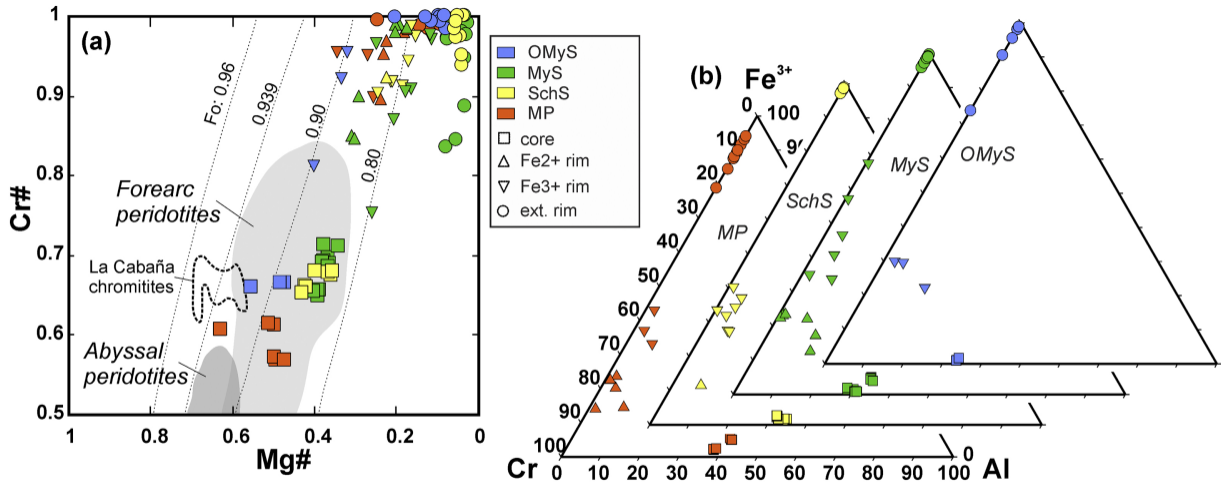 (a)
Cr#
1
0.9
0.8
0.7
0.6
0.5
1
0.8
0.6
0.4
0.2
0
Mg#
Fo: 0.96
0.939
0.90
0.80
Forearc
peridotites
La Cabaña
chromitites
Abyssal
peridotites
OMyS
MyS
SchS
MP
core
Fe2+ rim
Fe3+ rim
ext. rim
(b)
Fe3+
0
10
20
30
40
50
60
70
80
90
100
100
9
MP
SchS
MyS
OMyS
Cr
0
10
20
30
40
50
60
70
80
90
100
Al
0